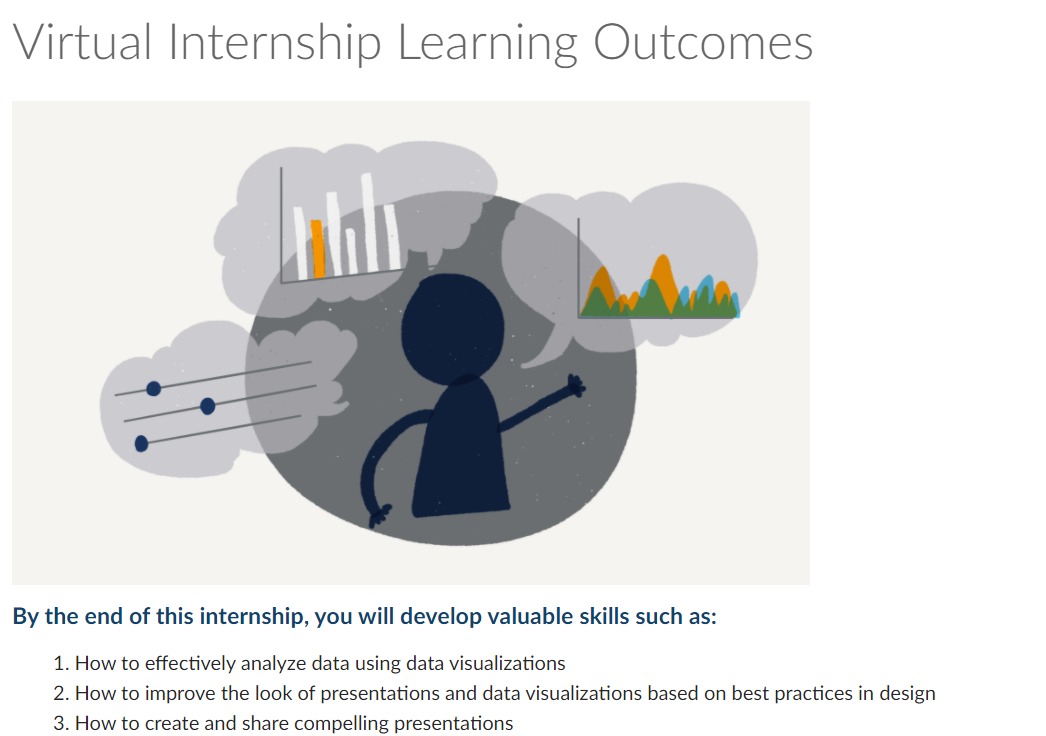 Virtual Internship Learning Outcomes
By the end of this internship, you will develop valuable skills such as:
1. How to effectively analyze data using data visualizations
2. How to improve the look of presentations and data visualizations based on best practices in design
3. How to create and share compelling presentations